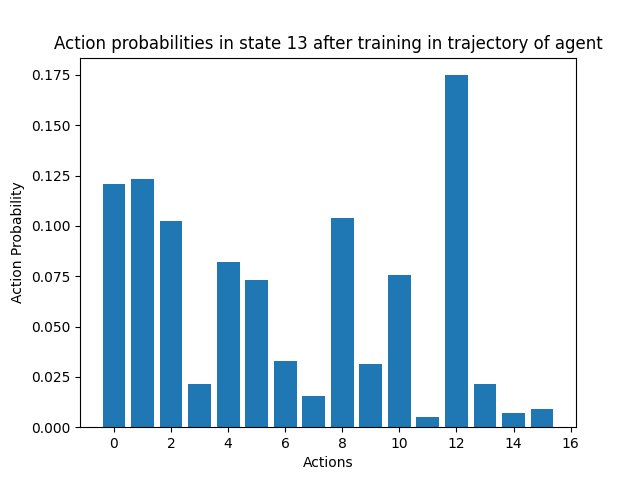 Action probabilities in state 13 after training in trajectory of agent
0.175
0.150
0.125
0.100
0.075
0.050
0.025
0.000
Action Probability
0 2 4 6 8 10 12 14 16
Actions